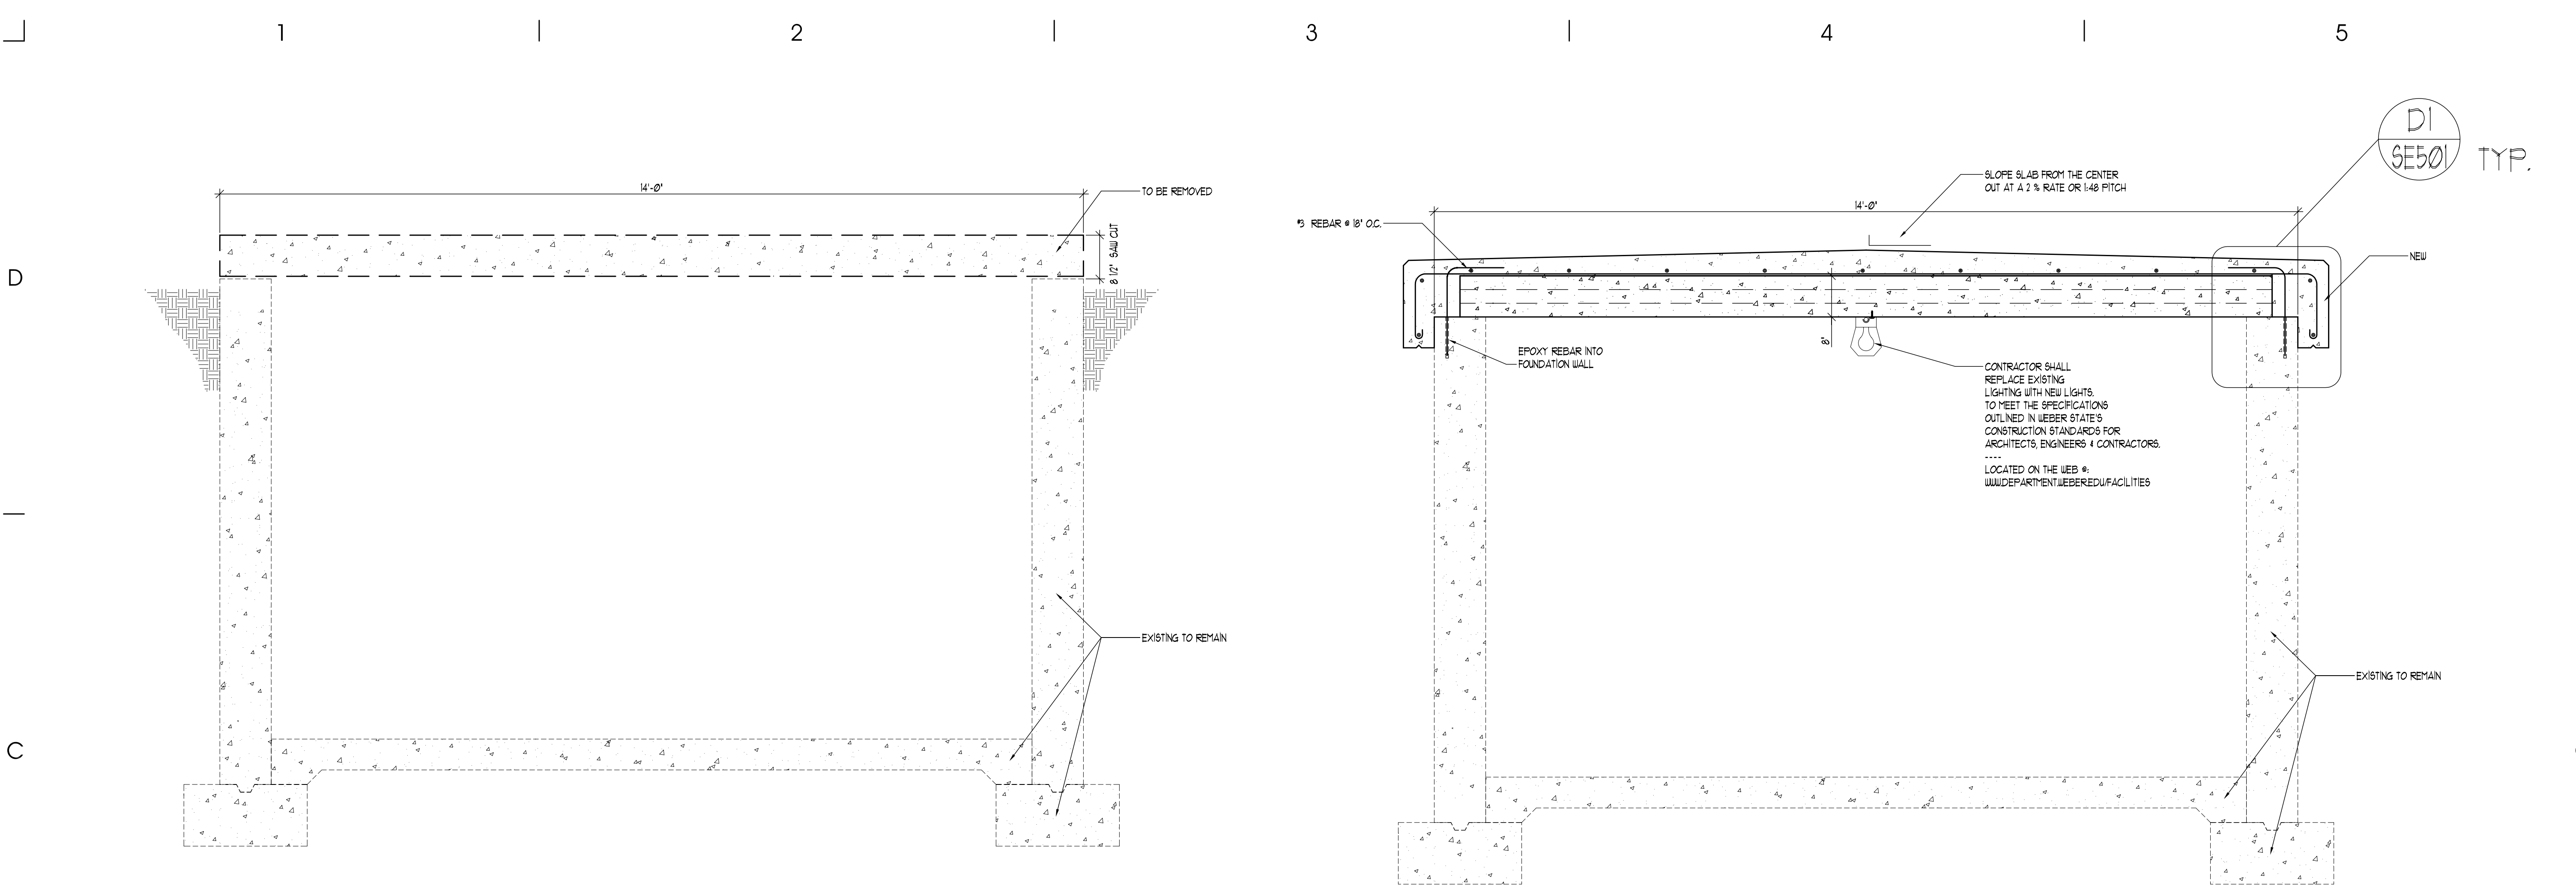 1
2
3
4
5
D
C
14'-0"
TO BE REMOVED
8 1/2" SAW CUT
EXISTING TO REMAIN
D1
SE501
TYP.
SLOPE SLAB FROM THE CENTER
OUT AT A 2 % RATE OR 1:48 PITCH
14'-0"
#3 REBAR @ 18" O.C.
NEW
EPOXY REBAR INTO
FOUNDATION WALL
8"
CONTRACTOR SHALL
REPLACE EXISTING
LIGHTING WITH NEW LIGHTS.
TO MEET THE SPECIFICATIONS
OUTLINED IN WEBER STATE'S
CONSTRUCTION STANDARDS FOR
ARCHITECTS, ENGINEERS & CONTRACTORS.
----
LOCATED ON THE WEB @:
WWW.DEPARTMENT.WEBER.EDU/FACILITIES
EXISTING TO REMAIN